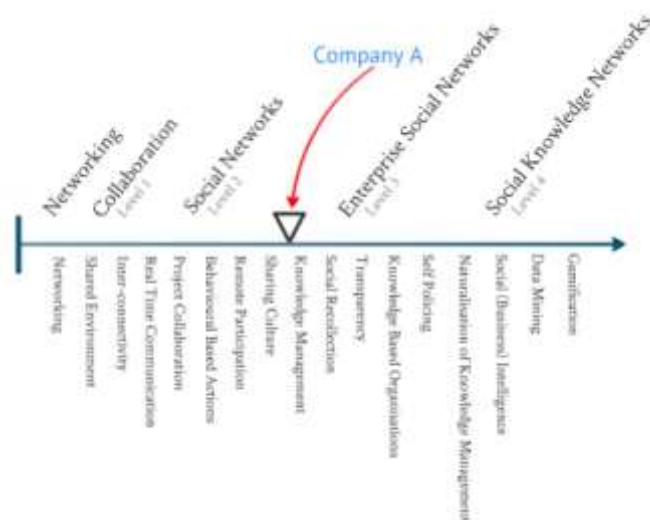 Company A
Networking
Collaboration
Level 1
Social Networks
Level 2
Enterprise Social Networks
Level 3
Social Knowledge Networks
Level 4
Networking
Shared Environment
Inter-connectivity
Real Time Communication
Project Collaboration
Behavioural Based Actions
Remote Participation
Sharing Culture
Knowledge Management
Social Recollection
Transparency
Knowledge Based Organisations
Self Policing
Naturalisation of Knowledge Management
Social (Business) Intelligence
Data Mining
Gamification